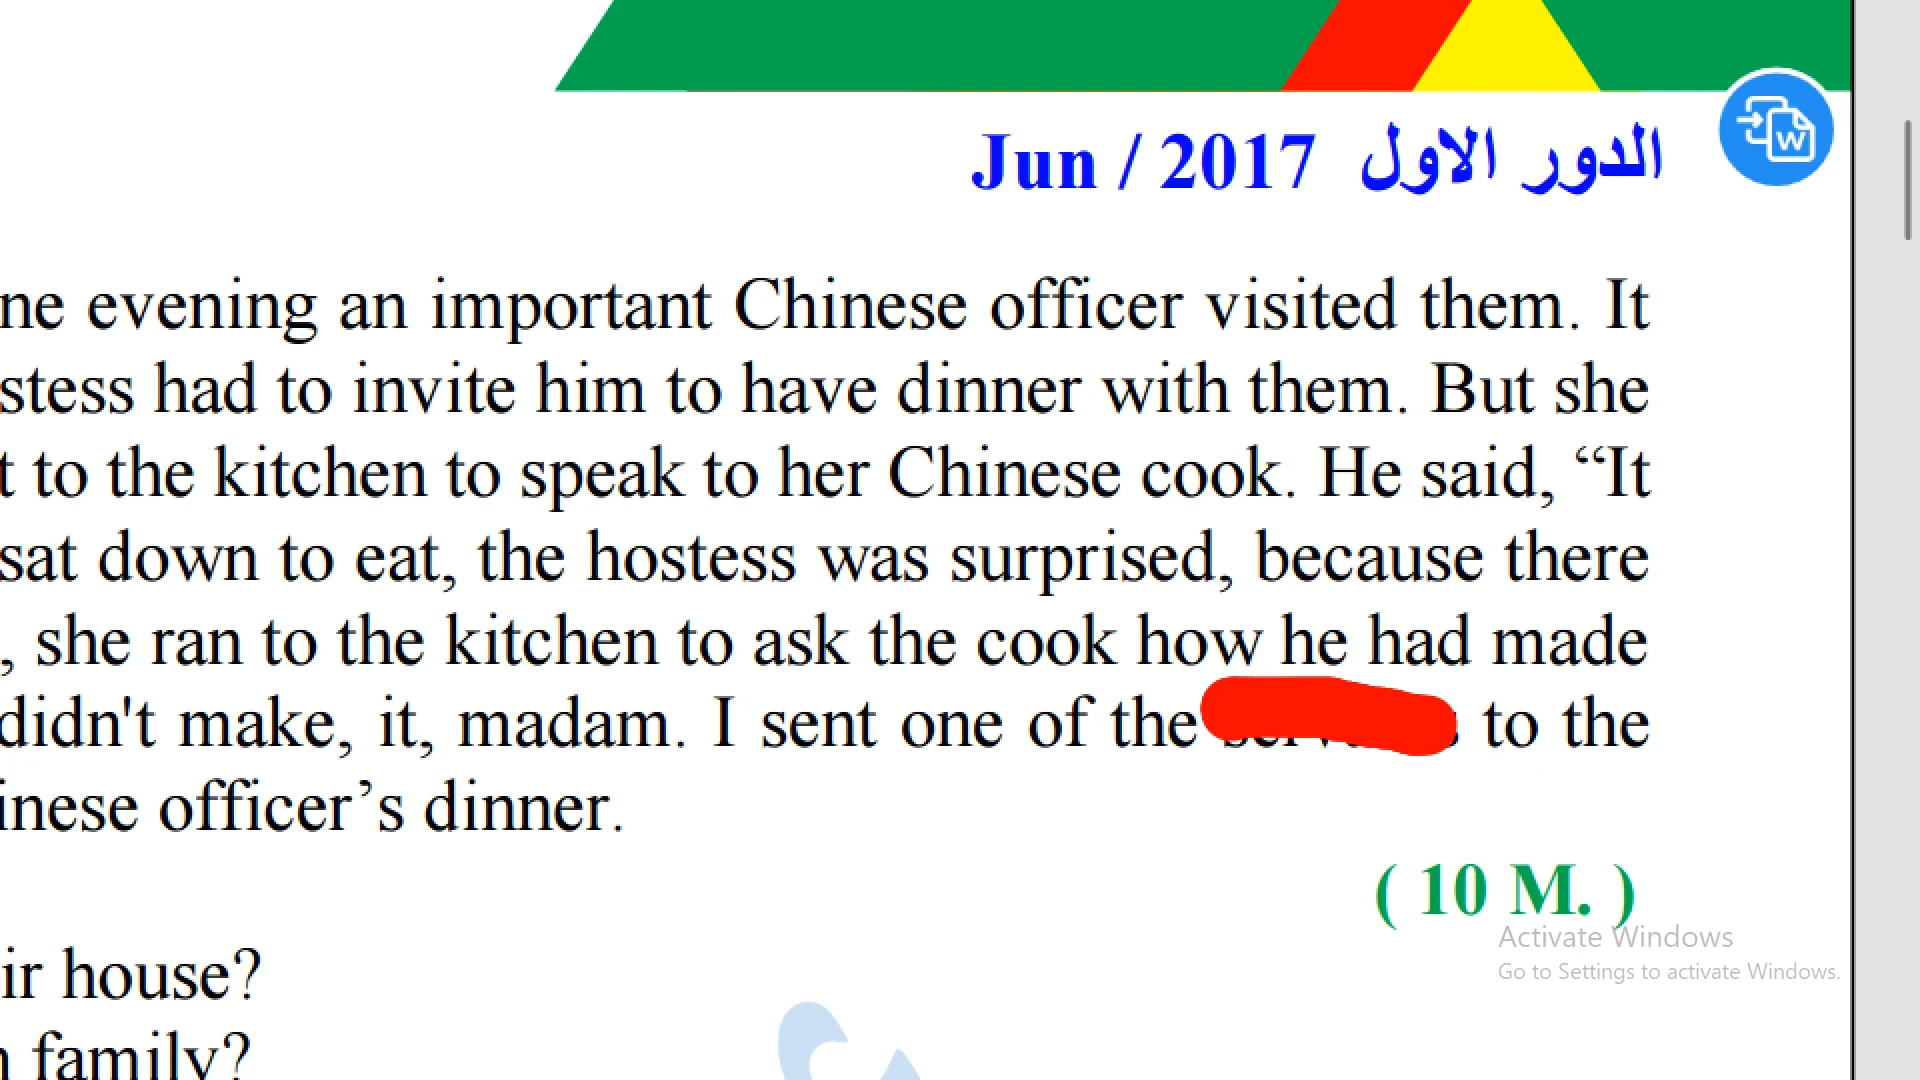 Jun / 2017 الدور الاول
ne evening an important Chinese officer visited them. It
stess had to invite him to have dinner with them. But she
t to the kitchen to speak to her Chinese cook. He said, “It
sat down to eat, the hostess was surprised, because there
, she ran to the kitchen to ask the cook how he had made
didn't make, it, madam. I sent one of the to the
inese officer’s dinner.
( 10 M. )
Activate Windows
Go to Settings to activate Windows.
ir house?
family?
W